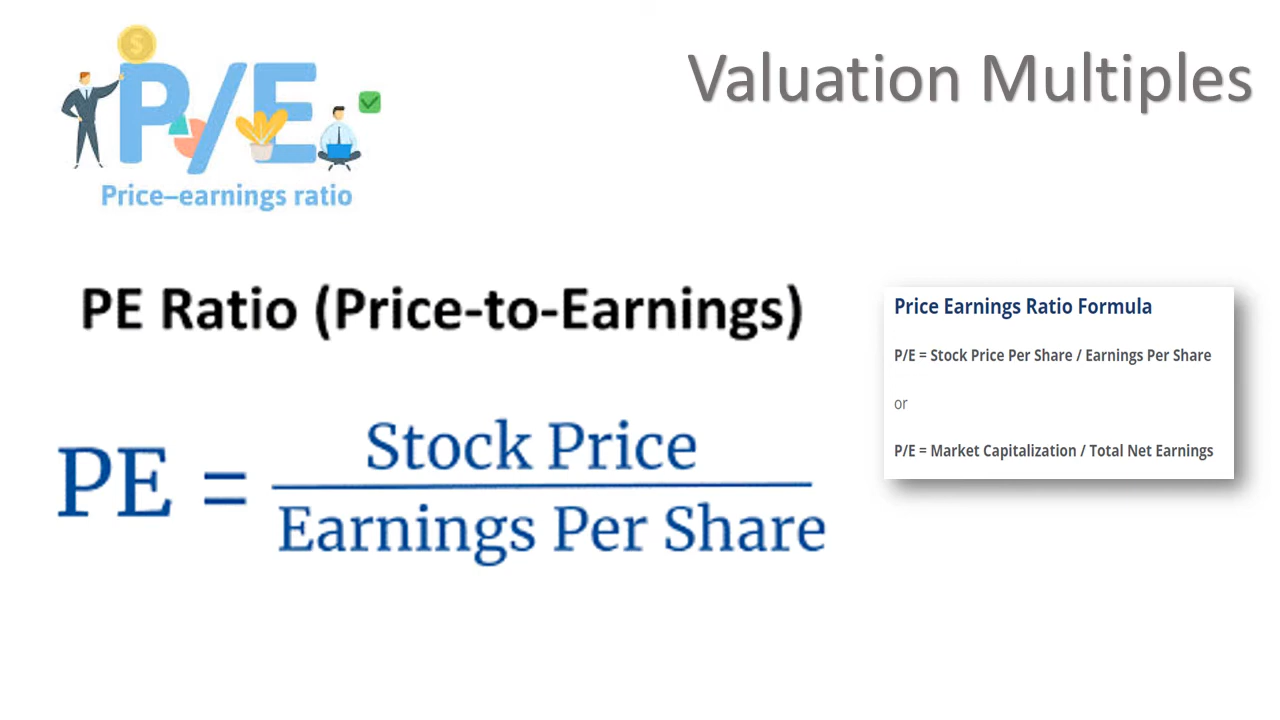 Valuation Multiples
$
P/E
Price–earnings ratio
PE Ratio (Price-to-Earnings)
PE = Stock Price
Earnings Per Share
Price Earnings Ratio Formula
P/E = Stock Price Per Share / Earnings Per Share
or
P/E = Market Capitalization / Total Net Earnings